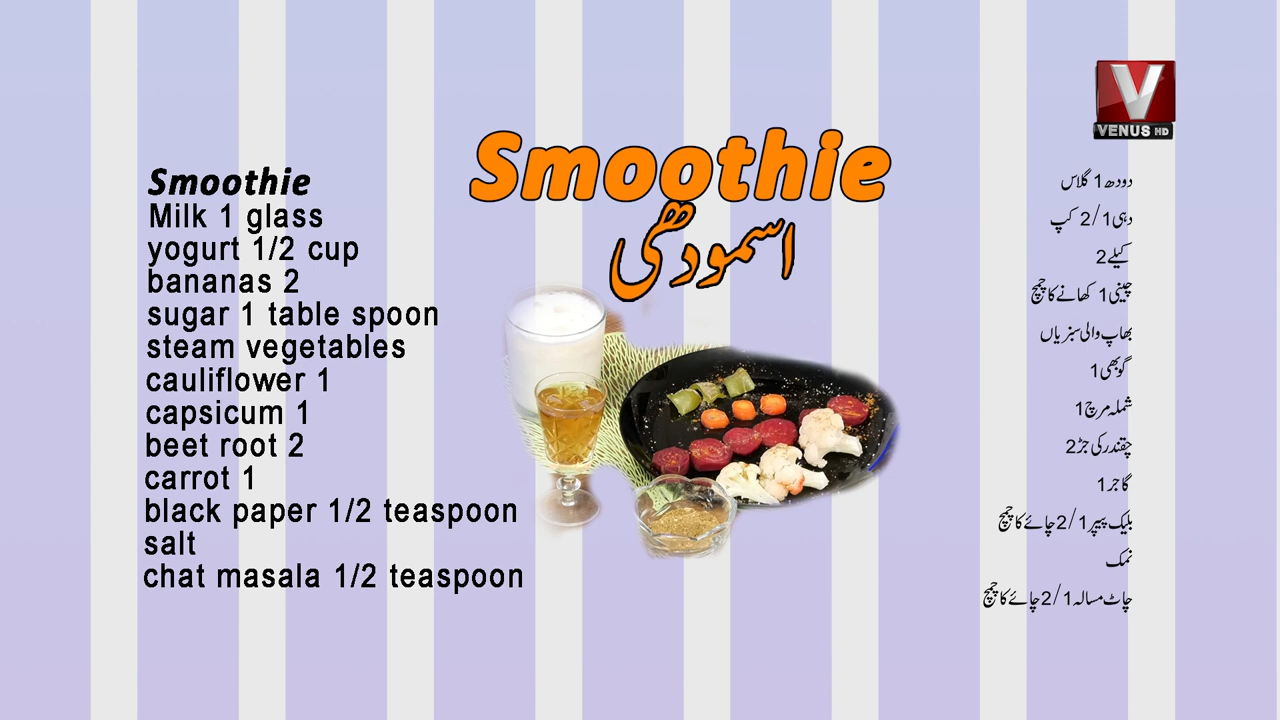 Smoothie
اسمودھی
VENUS HD
Smoothie
Milk 1 glass
yogurt 1/2 cup
bananas 2
sugar 1 table spoon
steam vegetables
cauliflower 1
capsicum 1
beet root 2
carrot 1
black paper 1/2 teaspoon
salt
chat masala 1/2 teaspoon
دودھ 1 گلاس
دہی 1/2 کپ
کیلے 2
چینی 1 کھانے کا چمچ
بھاپ والی سبزیاں
گوبھی 1
شملہ مرچ 1
چقندر کی جڑ 2
گاجر 1
بلیک پیپر 1/2 چائے کا چمچ
نمک
چاٹ مسالہ 1/2 چائے کا چمچ